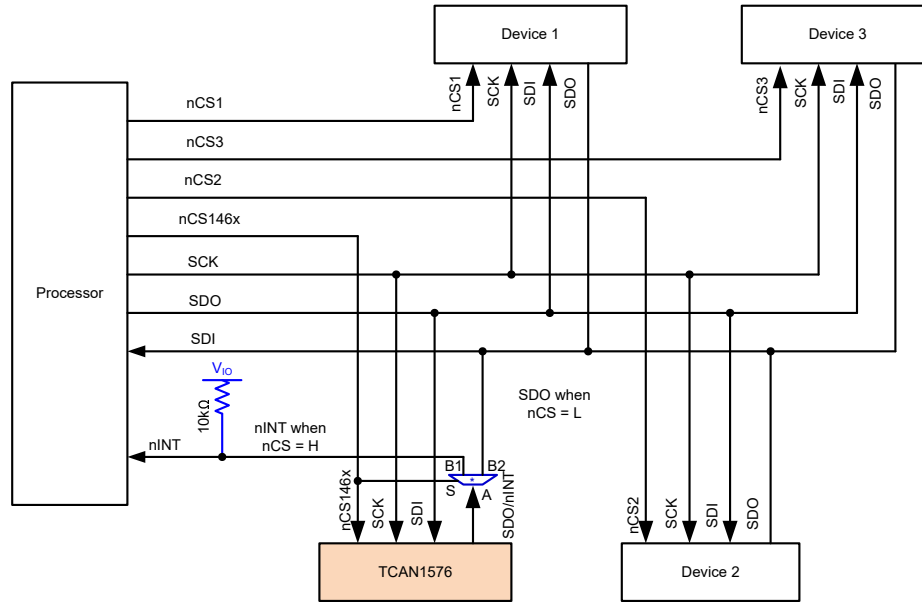 Device 1
Device 3
nCS1
SCK
SDI
SDO
nCS3
SCK
SDI
SDO
nCS1
nCS3
nCS2
nCS146x
SCK
Processor
SDO
SDI
VIO
10kΩ
SDO when
nCS = L
nINT when
nCS = H
nINT
B1
B2
*
S
A
nCS146x
SCK
SDI
SDO/nINT
nCS2
SCK
SDI
SDO
TCAN1576
Device 2